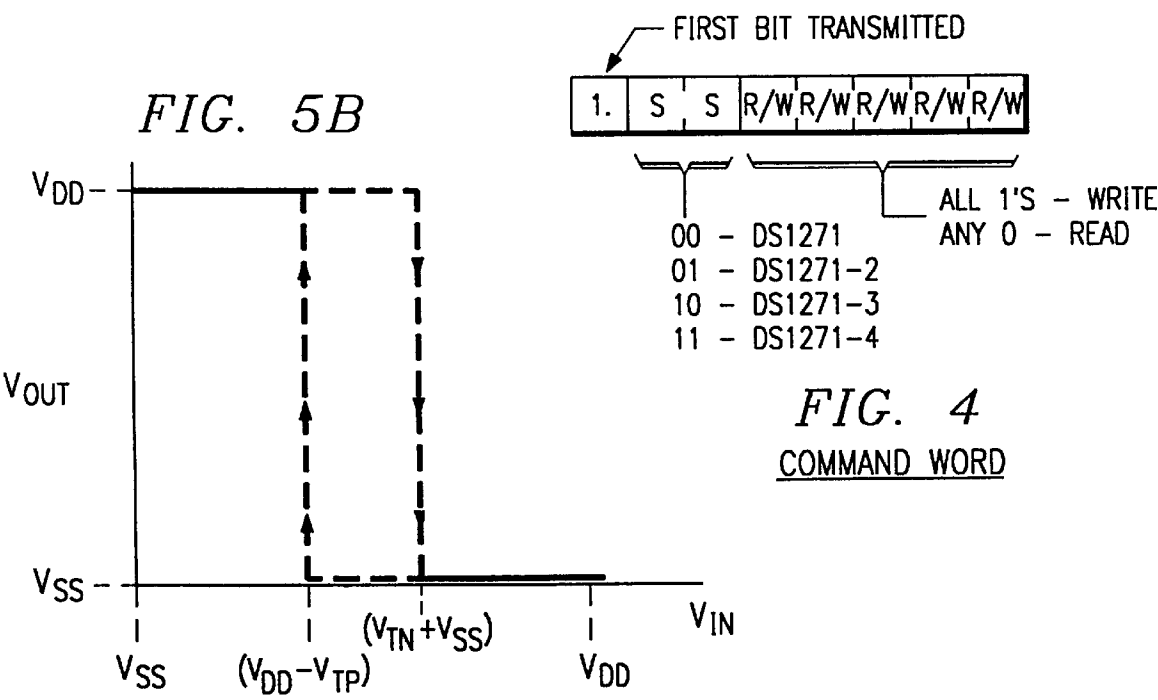 FIG. 5B
V_DD
V_OUT
V_SS
V_SS
(V_DD-V_TP)
(V_TN+V_SS)
V_DD
V_IN
FIRST BIT TRANSMITTED
1. S S R/W R/W R/W R/W R/W
00 - DS1271
01 - DS1271-2
10 - DS1271-3
11 - DS1271-4
ALL 1'S - WRITE
ANY 0 - READ
FIG. 4
COMMAND WORD